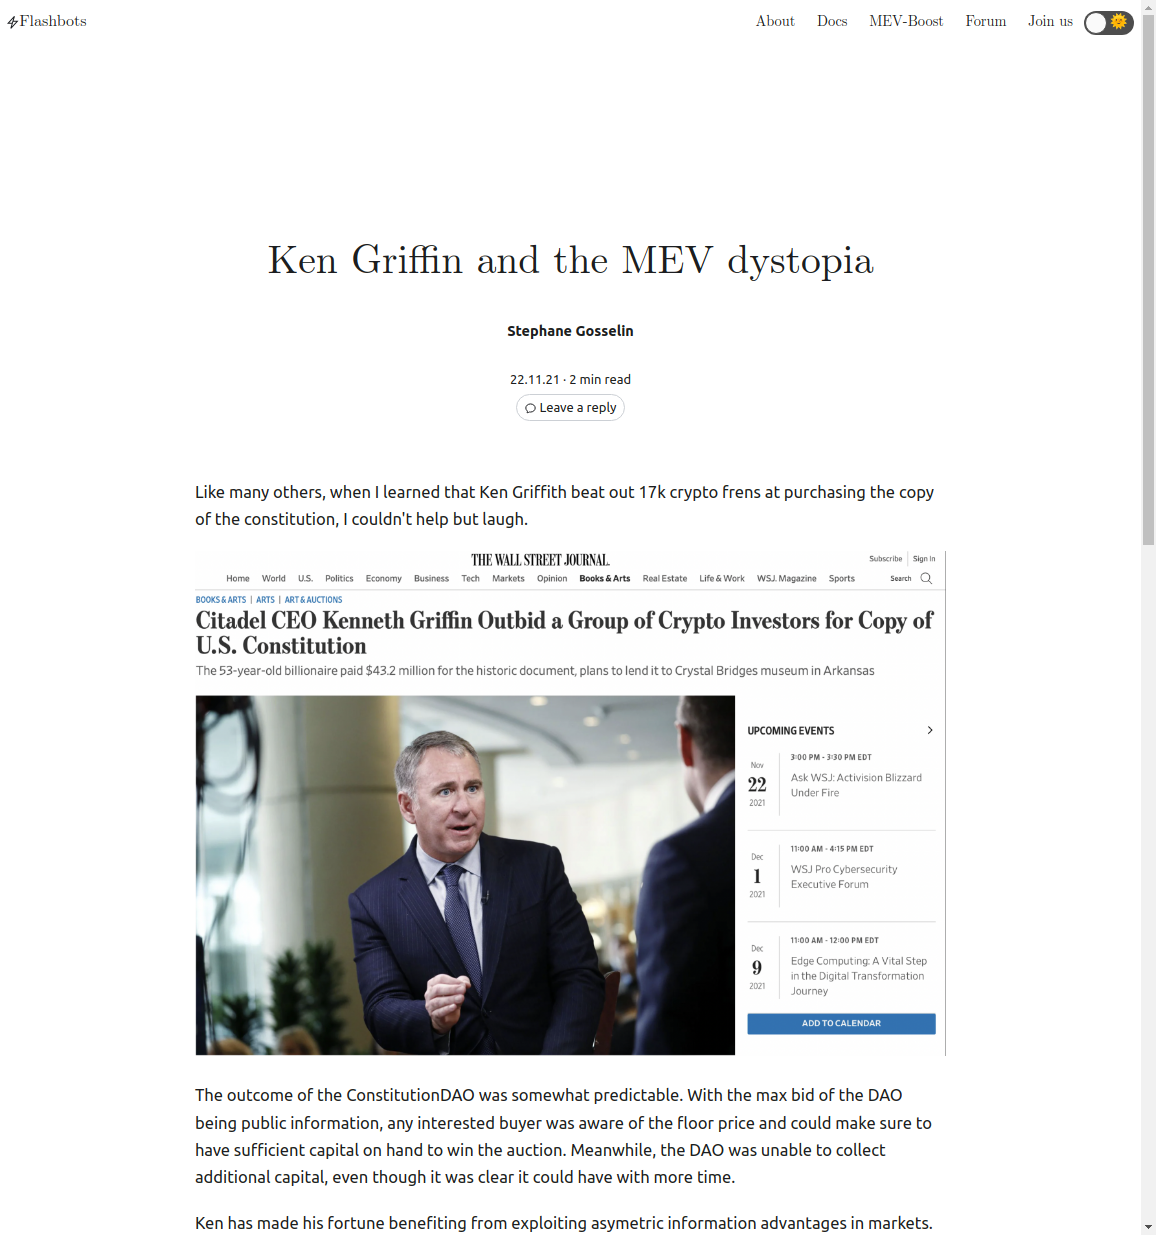 Flashbots
About Docs MEV-Boost Forum Join us
Ken Griffin and the MEV dystopia
Stephane Gosselin
22.11.21 · 2 min read
Leave a reply
Like many others, when I learned that Ken Griffith beat out 17k crypto frens at purchasing the copy
of the constitution, I couldn't help but laugh.
THE WALL STREET JOURNAL.
Subscribe Sign In
Home World U.S. Politics Economy Business Tech Markets Opinion Books & Arts Real Estate Life & Work WSJ. Magazine Sports Search
BOOKS & ARTS | ARTS | ART & AUCTIONS
Citadel CEO Kenneth Griffin Outbid a Group of Crypto Investors for Copy of
U.S. Constitution
The 53-year-old billionaire paid $43.2 million for the historic document, plans to lend it to Crystal Bridges museum in Arkansas
UPCOMING EVENTS
Nov
22
2021
3:00 PM - 3:30 PM EDT
Ask WSJ: Activision Blizzard
Under Fire
Dec
1
2021
11:00 AM - 4:15 PM EDT
WSJ Pro Cybersecurity
Executive Forum
Dec
9
2021
11:00 AM - 12:00 PM EDT
Edge Computing: A Vital Step
in the Digital Transformation
Journey
ADD TO CALENDAR
The outcome of the ConstitutionDAO was somewhat predictable. With the max bid of the DAO
being public information, any interested buyer was aware of the floor price and could make sure to
have sufficient capital on hand to win the auction. Meanwhile, the DAO was unable to collect
additional capital, even though it was clear it could have with more time.
Ken has made his fortune benefiting from exploiting asymetric information advantages in markets.